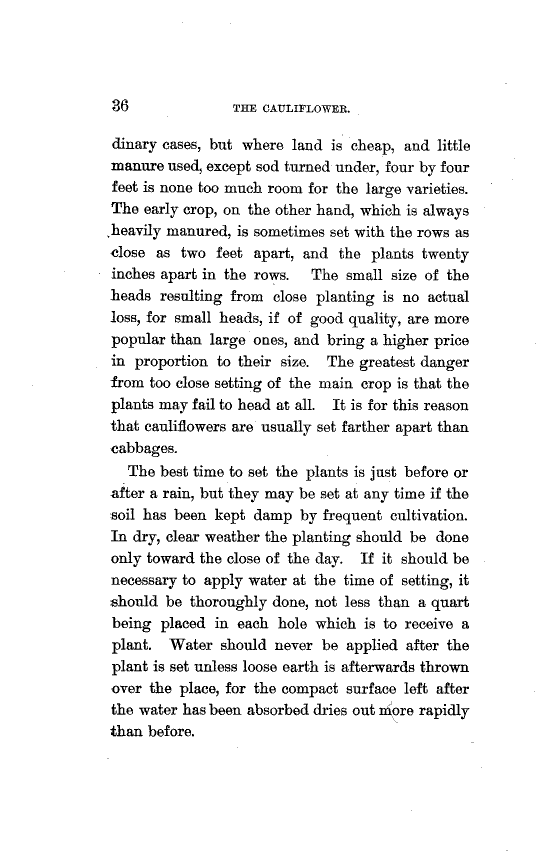 36 THE CAULIFLOWER.
dinary cases, but where land is cheap, and little
manure used, except sod turned under, four by four
feet is none too much room for the large varieties.
The early crop, on the other hand, which is always
heavily manured, is sometimes set with the rows as
close as two feet apart, and the plants twenty
inches apart in the rows. The small size of the
heads resulting from close planting is no actual
loss, for small heads, if of good quality, are more
popular than large ones, and bring a higher price
in proportion to their size. The greatest danger
from too close setting of the main crop is that the
plants may fail to head at all. It is for this reason
that cauliflowers are usually set farther apart than
cabbages.
The best time to set the plants is just before or
after a rain, but they may be set at any time if the
soil has been kept damp by frequent cultivation.
In dry, clear weather the planting should be done
only toward the close of the day. If it should be
necessary to apply water at the time of setting, it
should be thoroughly done, not less than a quart
being placed in each hole which is to receive a
plant. Water should never be applied after the
plant is set unless loose earth is afterwards thrown
over the place, for the compact surface left after
the water has been absorbed dries out more rapidly
than before.